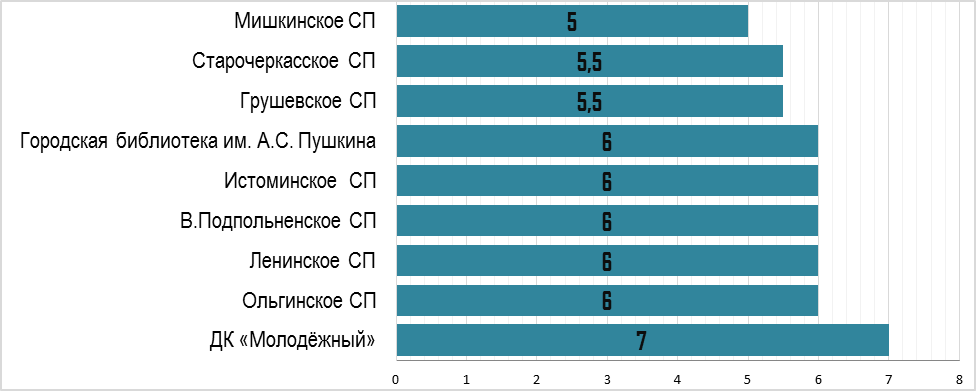 Мишкинское СП 5
Старочеркасское СП 5,5
Грушевское СП 5,5
Городская библиотека им. А.С. Пушкина 6
Истоминское СП 6
В.Подпольненское СП 6
Ленинское СП 6
Ольгинское СП 6
ДК «Молодёжный» 7
0 1 2 3 4 5 6 7 8